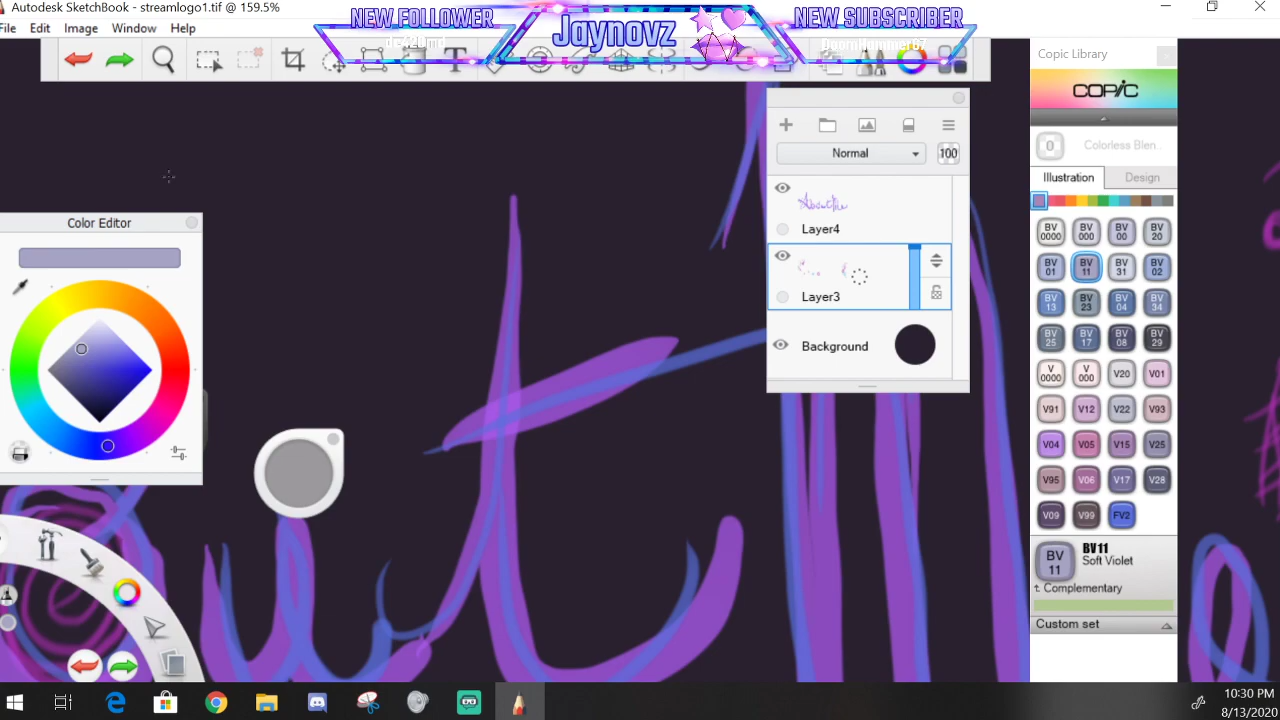 Autodesk SketchBook - streamlogo1.tif @ 159.5%
File Edit Image Window Help
NEW FOLLOWER
Jaynovz
NEW SUBSCRIBER
Copic Library
COPIC
0 Colorless Blen
Illustration Design
BV 0000 BV 000 BV 00 BV 20
BV 01 BV 11 BV 31 BV 02
BV 13 BV 23 BV 04 BV 34
BV 25 BV 17 BV 08 BV 29
V 0000 V 000 V20 V01
V91 V12 V22 V93
V04 V05 V15 V25
V95 V06 V17 V28
V09 V99 FV2
BV 11
BV11
Soft Violet
Complementary
Custom set
Normal 100
Layer4
Layer3
Background
Color Editor
10:30 PM
8/13/2020